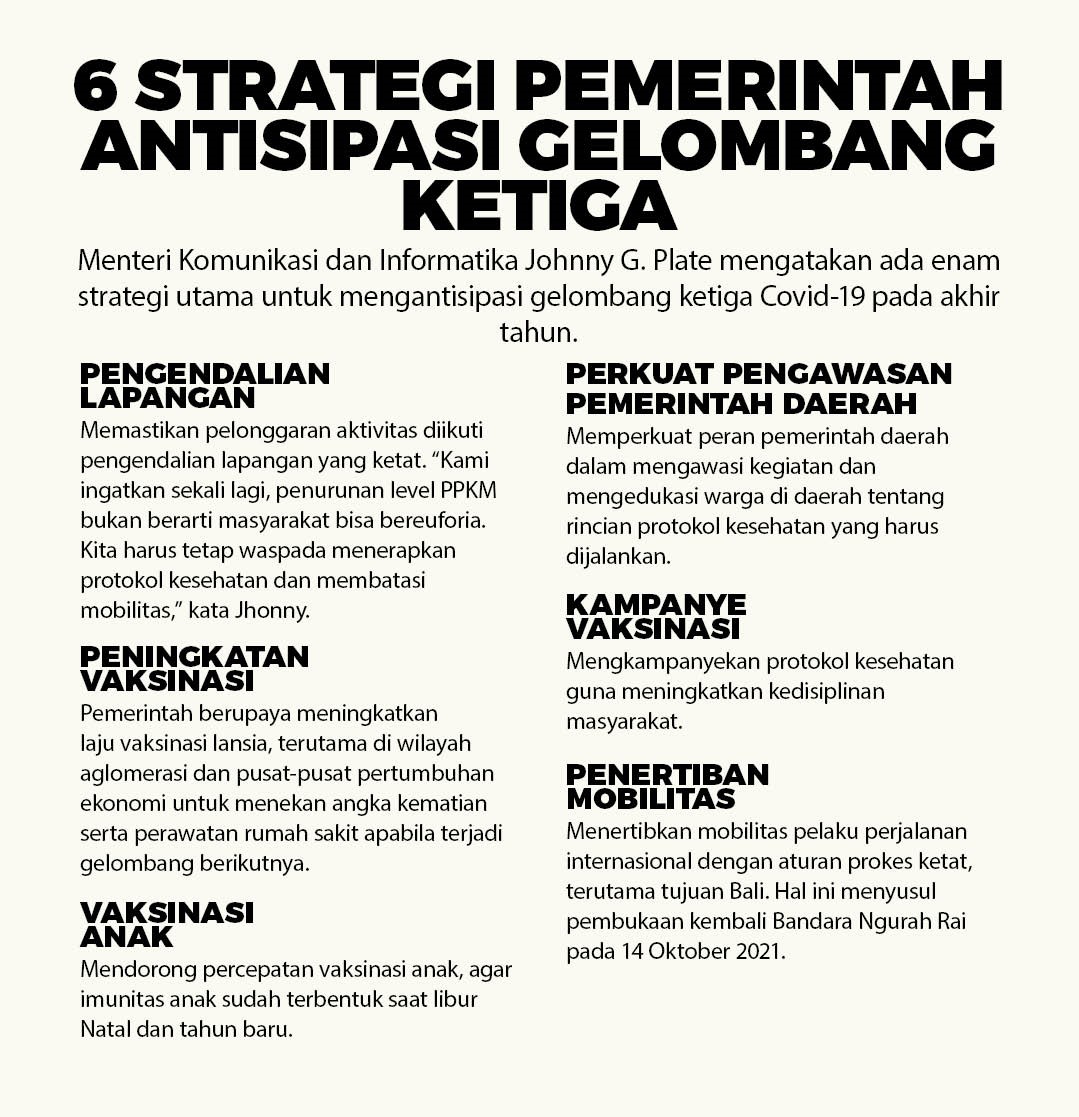 6 STRATEGI PEMERINTAH
ANTISIPASI GELOMBANG
KETIGA
Menteri Komunikasi dan Informatika Johnny G. Plate mengatakan ada enam
strategi utama untuk mengantisipasi gelombang ketiga Covid-19 pada akhir
tahun.
PENGENDALIAN
LAPANGAN
Memastikan pelonggaran aktivitas diikuti
pengendalian lapangan yang ketat. “Kami
ingatkan sekali lagi, penurunan level PPKM
bukan berarti masyarakat bisa bereuforia.
Kita harus tetap waspada menerapkan
protokol kesehatan dan membatasi
mobilitas,” kata Jhonny.
PENINGKATAN
VAKSINASI
Pemerintah berupaya meningkatkan
laju vaksinasi lansia, terutama di wilayah
aglomerasi dan pusat-pusat pertumbuhan
ekonomi untuk menekan angka kematian
serta perawatan rumah sakit apabila terjadi
gelombang berikutnya.
VAKSINASI
ANAK
Mendorong percepatan vaksinasi anak, agar
imunitas anak sudah terbentuk saat libur
Natal dan tahun baru.
PERKUAT PENGAWASAN
PEMERINTAH DAERAH
Memperkuat peran pemerintah daerah
dalam mengawasi kegiatan dan
mengedukasi warga di daerah tentang
rincian protokol kesehatan yang harus
dijalankan.
KAMPANYE
VAKSINASI
Mengkampanyekan protokol kesehatan
guna meningkatkan kedisiplinan
masyarakat.
PENERTIBAN
MOBILITAS
Menertibkan mobilitas pelaku perjalanan
internasional dengan aturan prokes ketat,
terutama tujuan Bali. Hal ini menyusul
pembukaan kembali Bandara Ngurah Rai
pada 14 Oktober 2021.